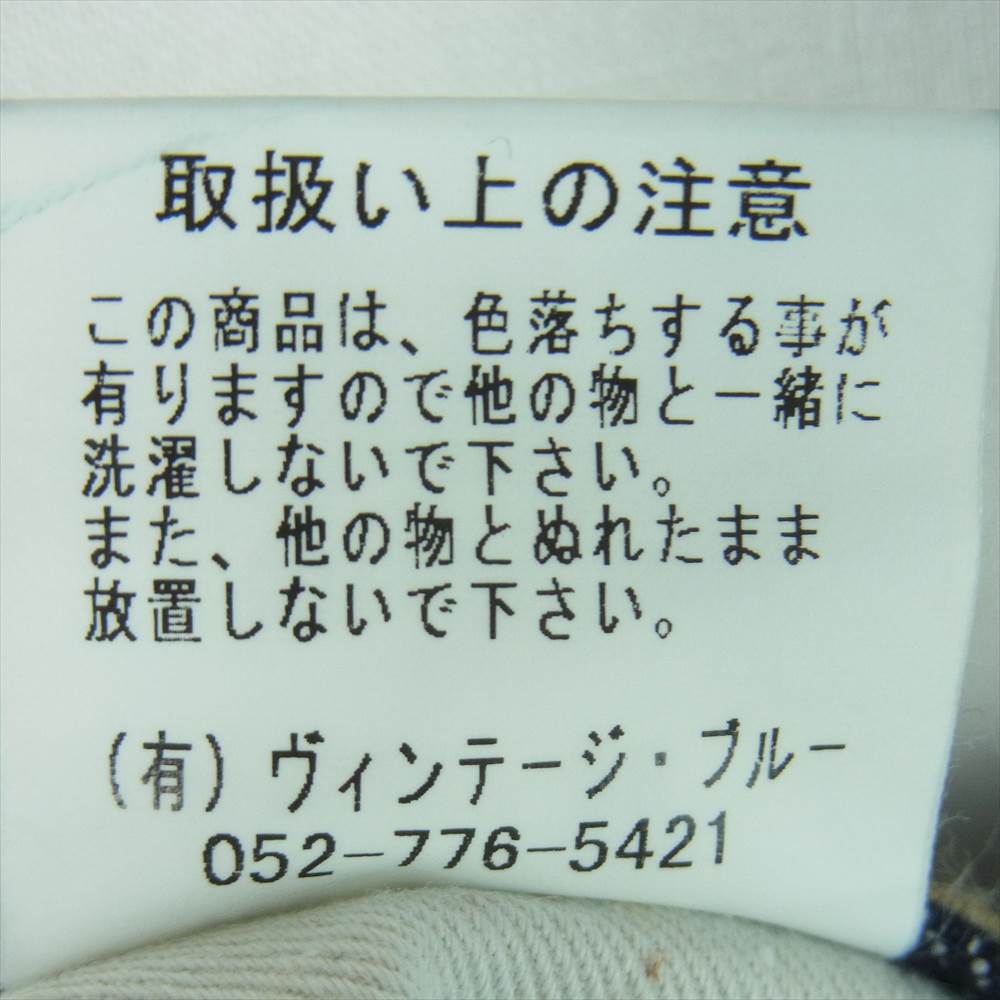 取扱い上の注意
この商品は、色落ちする事が
有りますので他の物と一緒に
洗濯しないで下さい。
また、他の物とぬれたまま
放置しないで下さい。
(有)ヴィンテージ・ブルー
052-776-5421